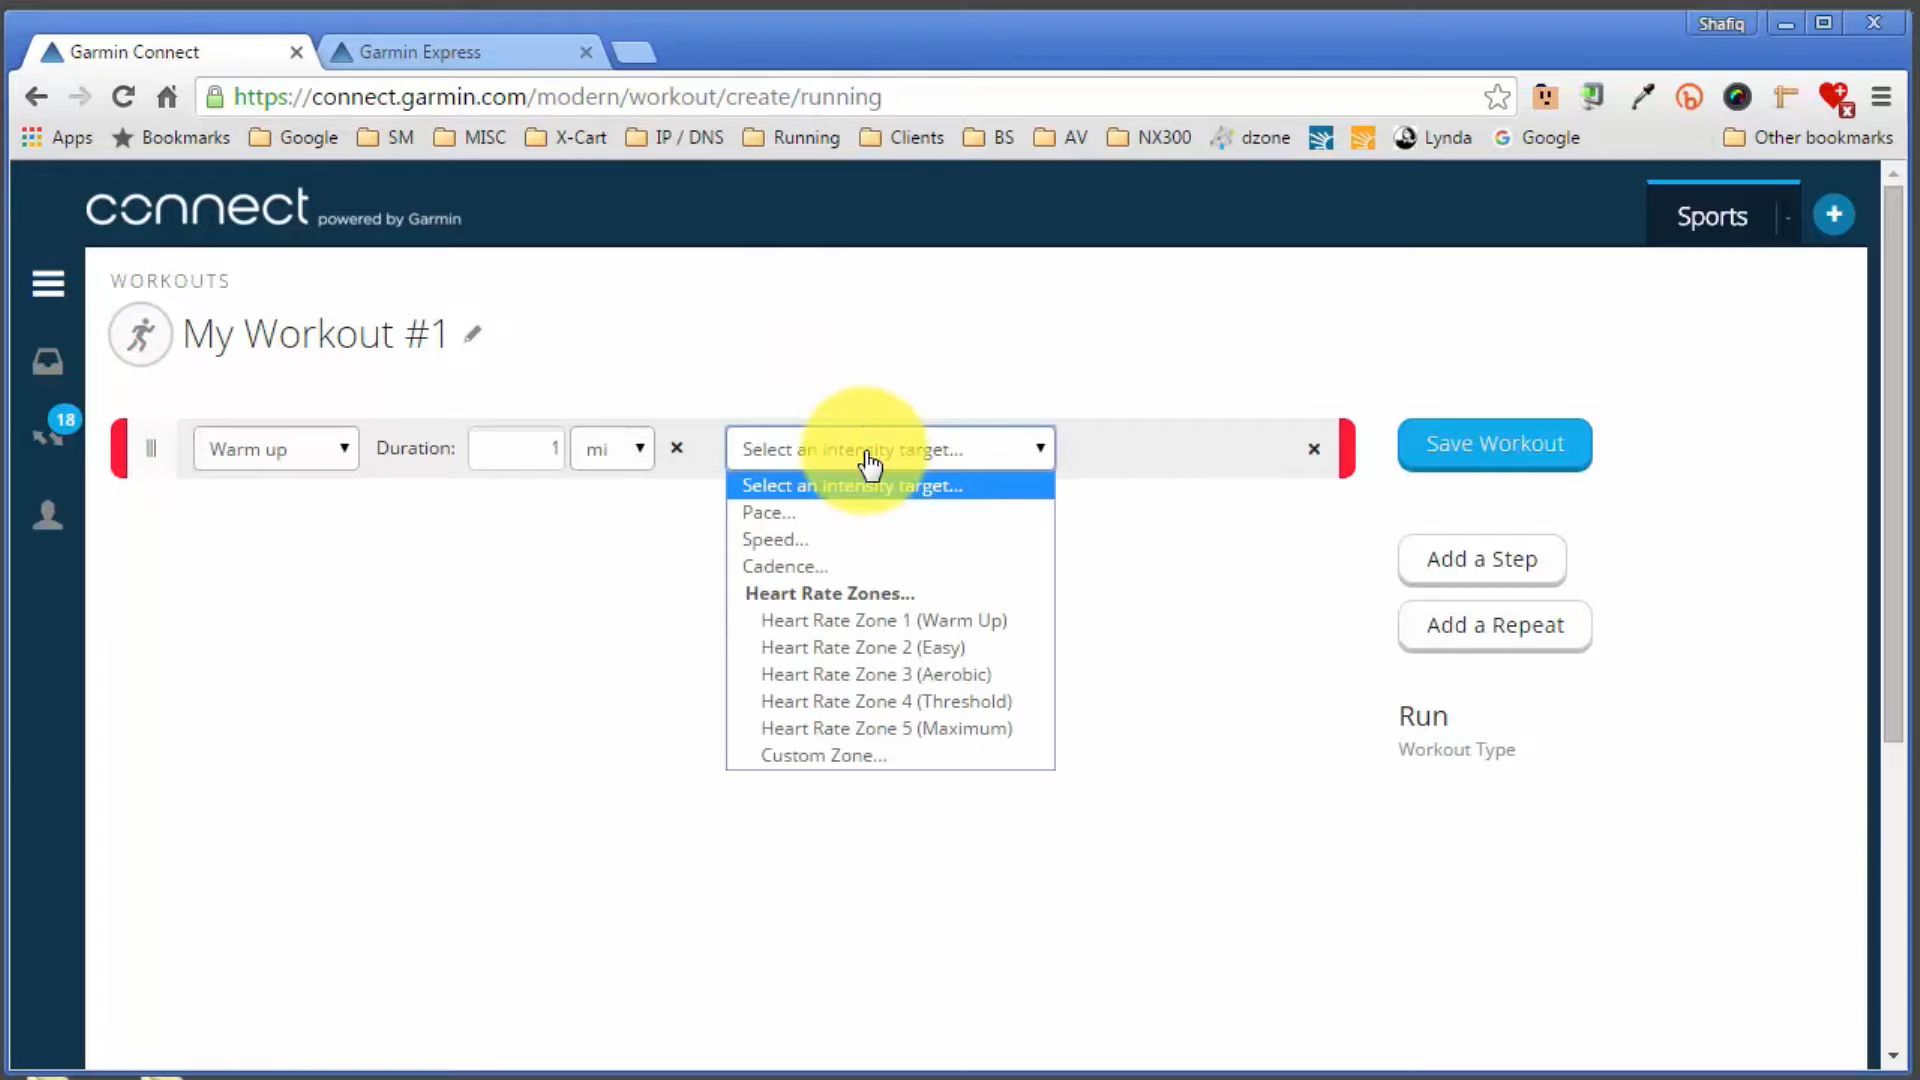 Shafiq
Garmin Connect
Garmin Express
https://connect.garmin.com/modern/workout/create/running
Apps Bookmarks Google SM MISC X-Cart IP / DNS Running Clients BS AV NX300 dzone Lynda Google Other bookmarks
connect powered by Garmin
Sports
WORKOUTS
My Workout #1
18
Warm up Duration: 1 mi Select an intensity target...
Save Workout
Select an intensity target...
Pace...
Speed...
Cadence...
Heart Rate Zones...
Heart Rate Zone 1 (Warm Up)
Heart Rate Zone 2 (Easy)
Heart Rate Zone 3 (Aerobic)
Heart Rate Zone 4 (Threshold)
Heart Rate Zone 5 (Maximum)
Custom Zone...
Add a Step
Add a Repeat
Run
Workout Type